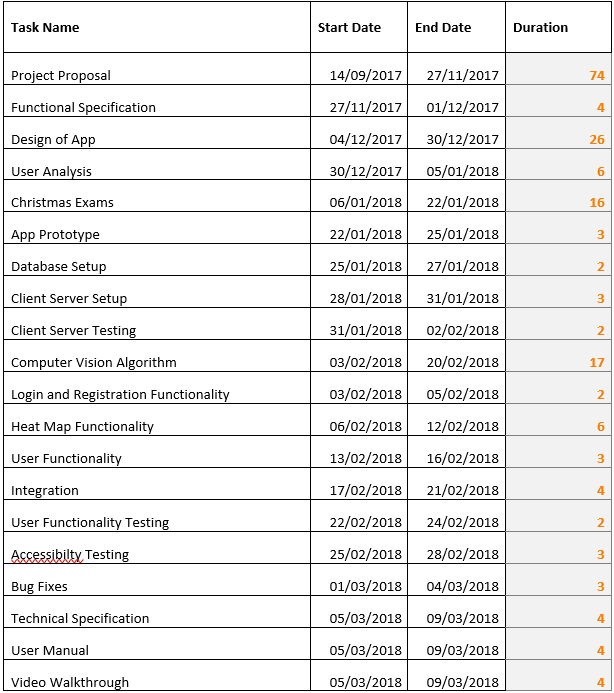 Task Name Start Date End Date Duration
Project Proposal 14/09/2017 27/11/2017 74
Functional Specification 27/11/2017 01/12/2017 4
Design of App 04/12/2017 30/12/2017 26
User Analysis 30/12/2017 05/01/2018 6
Christmas Exams 06/01/2018 22/01/2018 16
App Prototype 22/01/2018 25/01/2018 3
Database Setup 25/01/2018 27/01/2018 2
Client Server Setup 28/01/2018 31/01/2018 3
Client Server Testing 31/01/2018 02/02/2018 2
Computer Vision Algorithm 03/02/2018 20/02/2018 17
Login and Registration Functionality 03/02/2018 05/02/2018 2
Heat Map Functionality 06/02/2018 12/02/2018 6
User Functionality 13/02/2018 16/02/2018 3
Integration 17/02/2018 21/02/2018 4
User Functionality Testing 22/02/2018 24/02/2018 2
Accessibilty Testing 25/02/2018 28/02/2018 3
Bug Fixes 01/03/2018 04/03/2018 3
Technical Specification 05/03/2018 09/03/2018 4
User Manual 05/03/2018 09/03/2018 4
Video Walkthrough 05/03/2018 09/03/2018 4